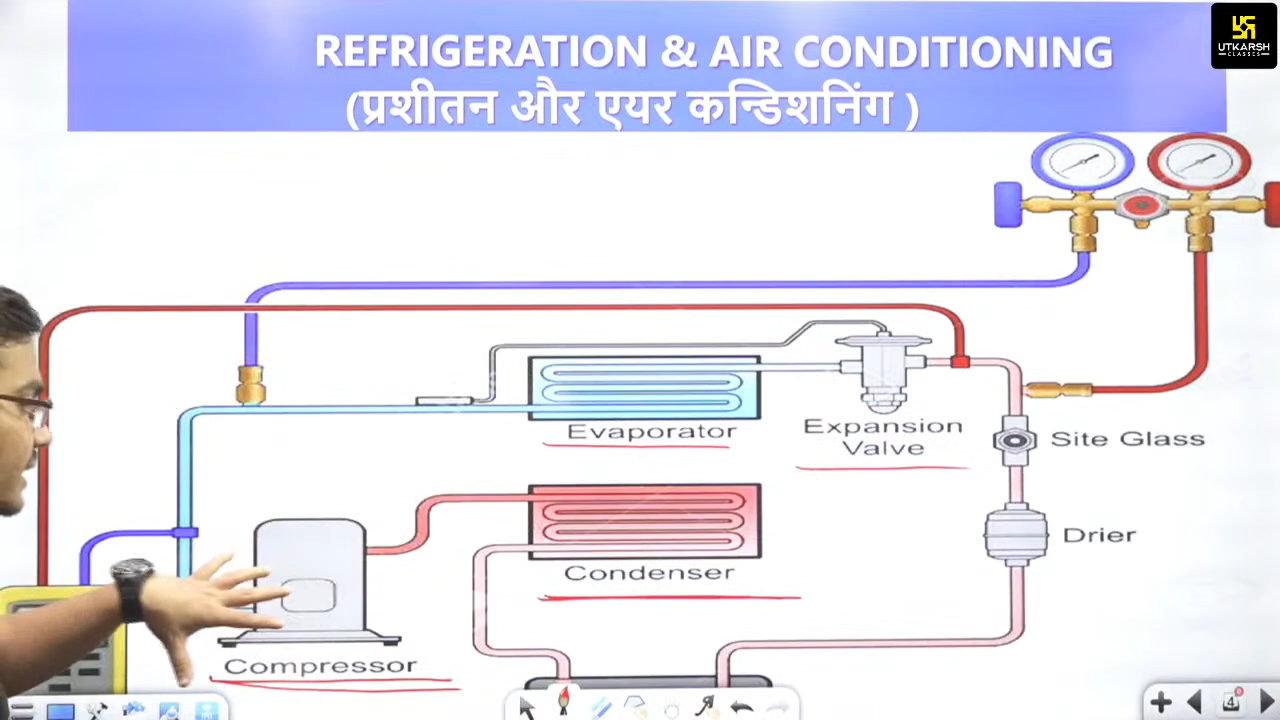 REFRIGERATION & AIR CONDITIONING
(प्रशीतन और एयर कन्डिशनिंग )
UTKARSH
CLASSES
Evaporator
Expansion
Valve
Site Glass
Drier
Condenser
Compressor
4